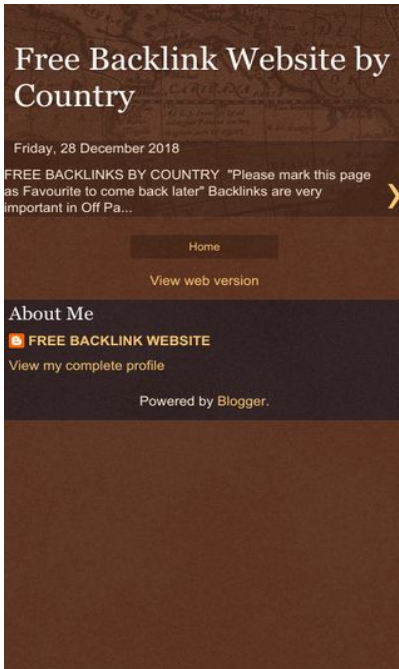 Free Backlink Website by
Country
Friday, 28 December 2018
FREE BACKLINKS BY COUNTRY  "Please mark this page
as Favourite to come back later" Backlinks are very
important in Off Pa...
Home
View web version
About Me
FREE BACKLINK WEBSITE
View my complete profile
Powered by Blogger.